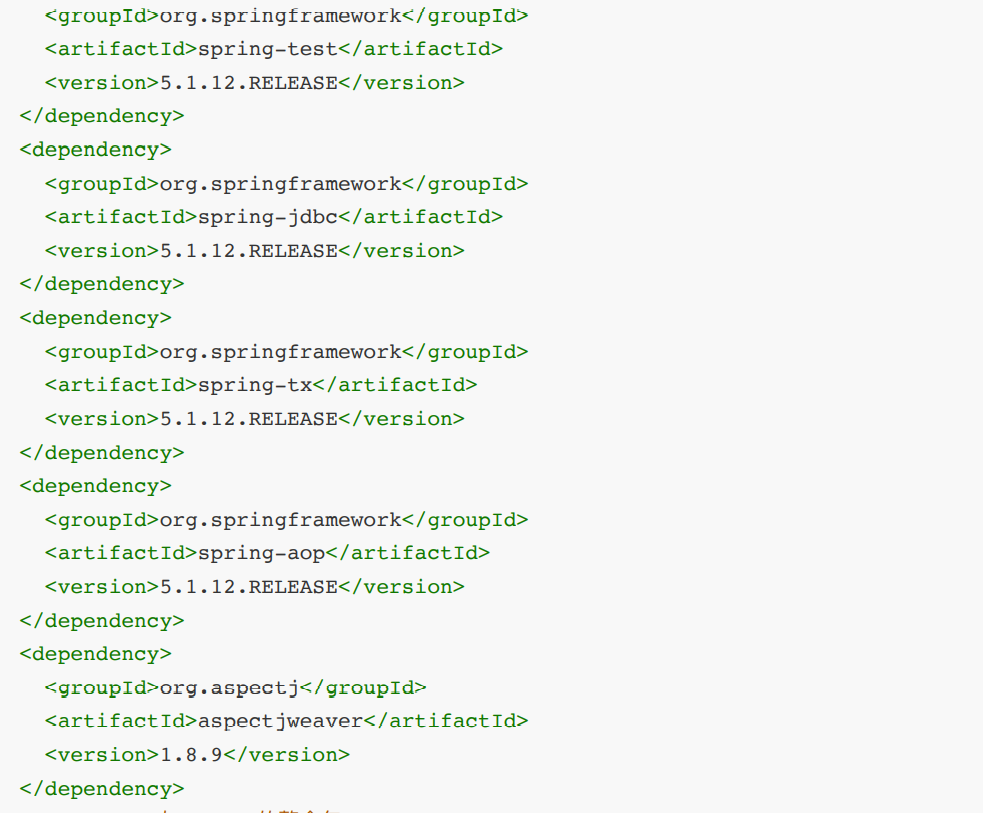 <groupId>org.springframework</groupId>
<artifactId>spring-test</artifactId>
<version>5.1.12.RELEASE</version>
</dependency>
<dependency>
<groupId>org.springframework</groupId>
<artifactId>spring-jdbc</artifactId>
<version>5.1.12.RELEASE</version>
</dependency>
<dependency>
<groupId>org.springframework</groupId>
<artifactId>spring-tx</artifactId>
<version>5.1.12.RELEASE</version>
</dependency>
<dependency>
<groupId>org.springframework</groupId>
<artifactId>spring-aop</artifactId>
<version>5.1.12.RELEASE</version>
</dependency>
<dependency>
<groupId>org.aspectj</groupId>
<artifactId>aspectjweaver</artifactId>
<version>1.8.9</version>
</dependency>